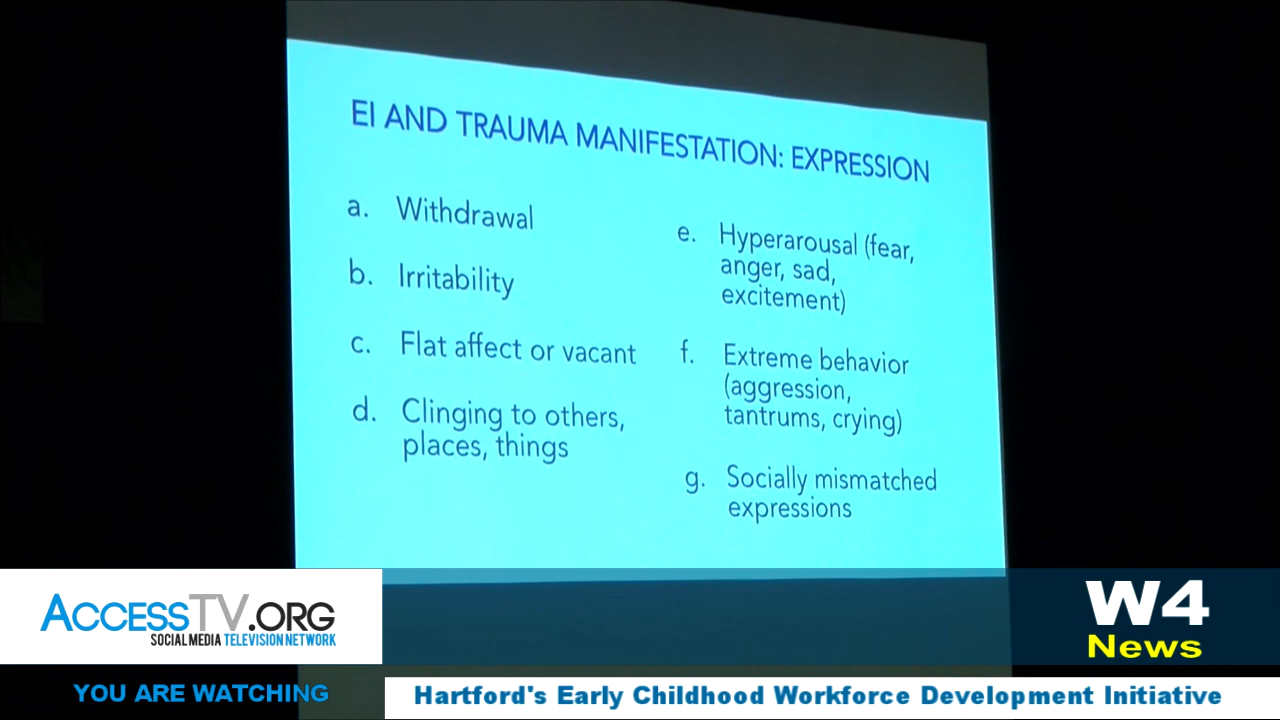 EI AND TRAUMA MANIFESTATION: EXPRESSION
a. Withdrawal
b. Irritability
c. Flat affect or vacant
d. Clinging to others,
places, things
e. Hyperarousal (fear,
anger, sad,
excitement)
f. Extreme behavior
(aggression,
tantrums, crying)
g. Socially mismatched
expressions
ACCESSTV.ORG
SOCIAL MEDIA TELEVISION NETWORK
W4
News
YOU ARE WATCHING
Hartford's Early Childhood Workforce Development Initiative